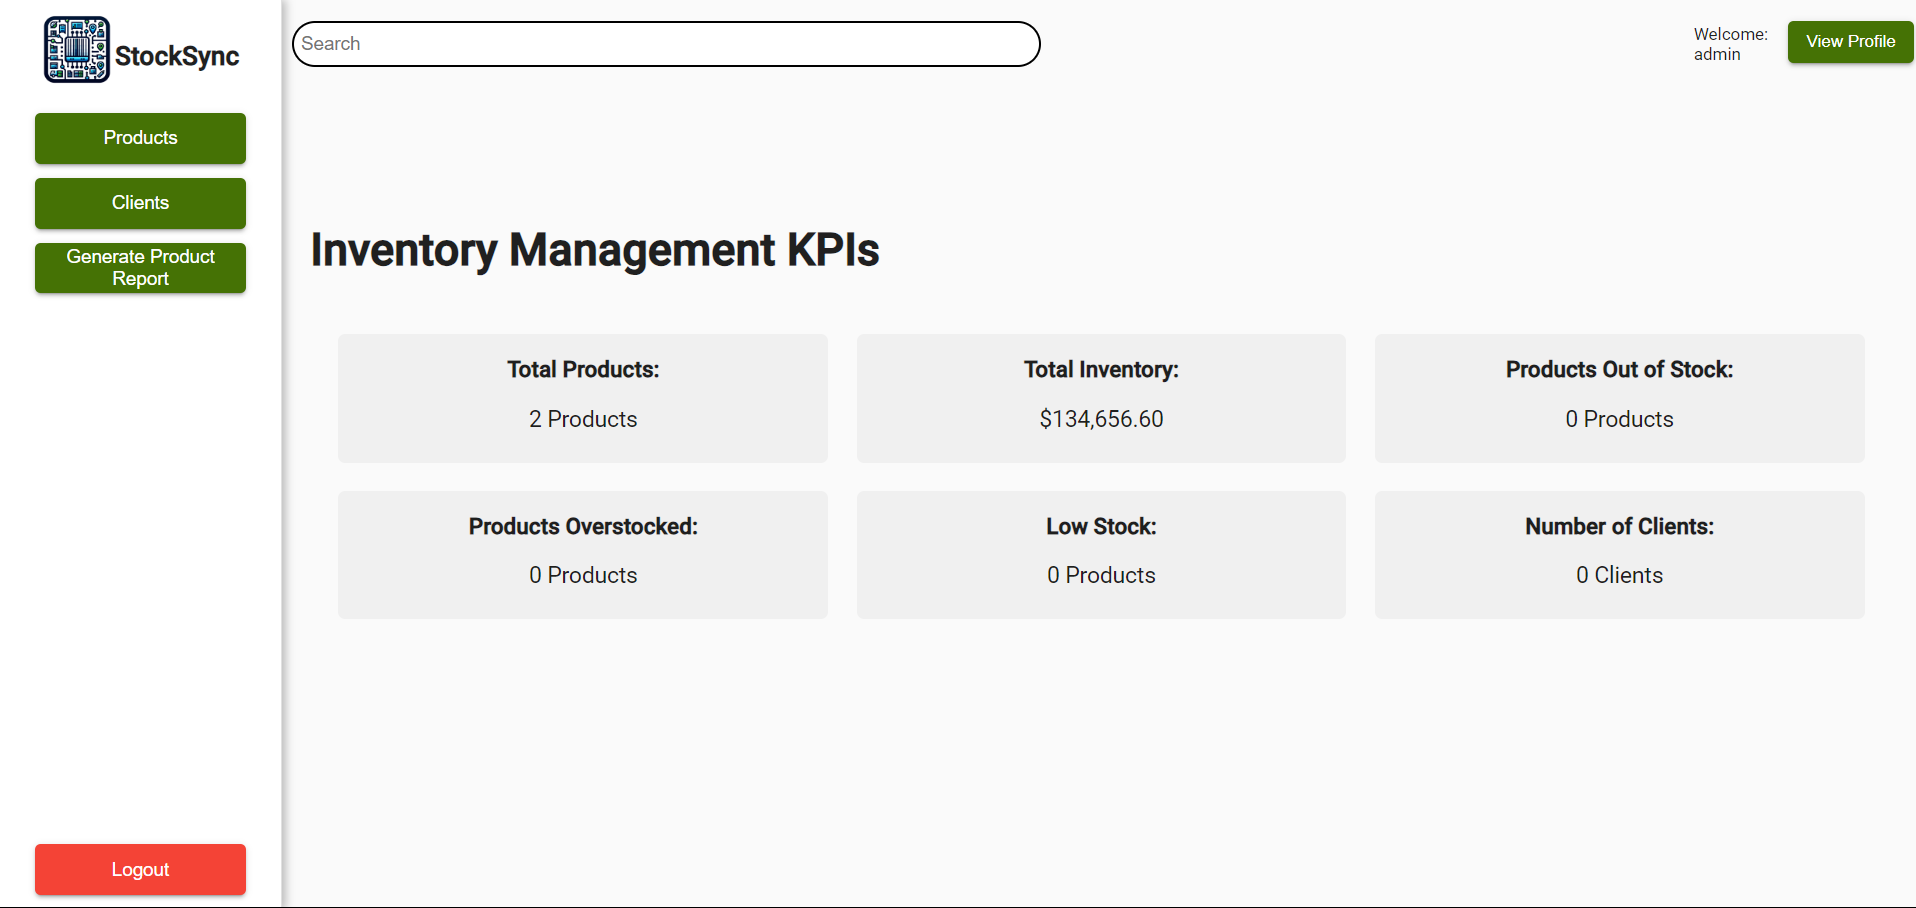 StockSync
Search
Welcome:
admin
View Profile
Products
Clients
Generate Product
Report
Inventory Management KPIs
Total Products:
2 Products
Total Inventory:
$134,656.60
Products Out of Stock:
0 Products
Products Overstocked:
0 Products
Low Stock:
0 Products
Number of Clients:
0 Clients
Logout